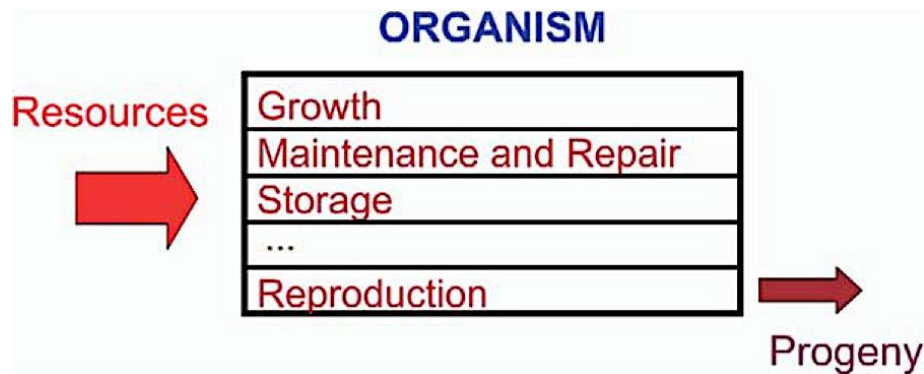 ORGANISM
Resources
Growth
Maintenance and Repair
Storage
...
Reproduction
Progeny